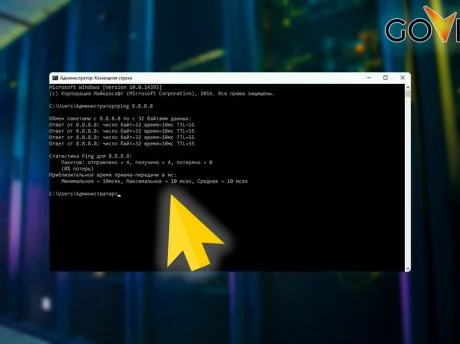 GOV
Администратор: Командная строка
Microsoft Windows [Version 10.0.14393]
(c) Корпорация Майкрософт (Microsoft Corporation), 2016. Все права защищены.
C:\Users\Администратор>ping 8.8.8.8
Обмен пакетами с 8.8.8.8 по с 32 байтами данных:
Ответ от 8.8.8.8: число байт=32 время=10мс TTL=55
Ответ от 8.8.8.8: число байт=32 время=10мс TTL=55
Ответ от 8.8.8.8: число байт=32 время=10мс TTL=55
Ответ от 8.8.8.8: число байт=32 время=10мс TTL=55
Статистика Ping для 8.8.8.8:
Пакетов: отправлено = 4, получено = 4, потеряно = 0
(0% потерь)
Приблизительное время приема-передачи в мс:
Минимальное = 10мсек, Максимальное = 10 мсек, Среднее = 10 мсек
C:\Users\Администратор>